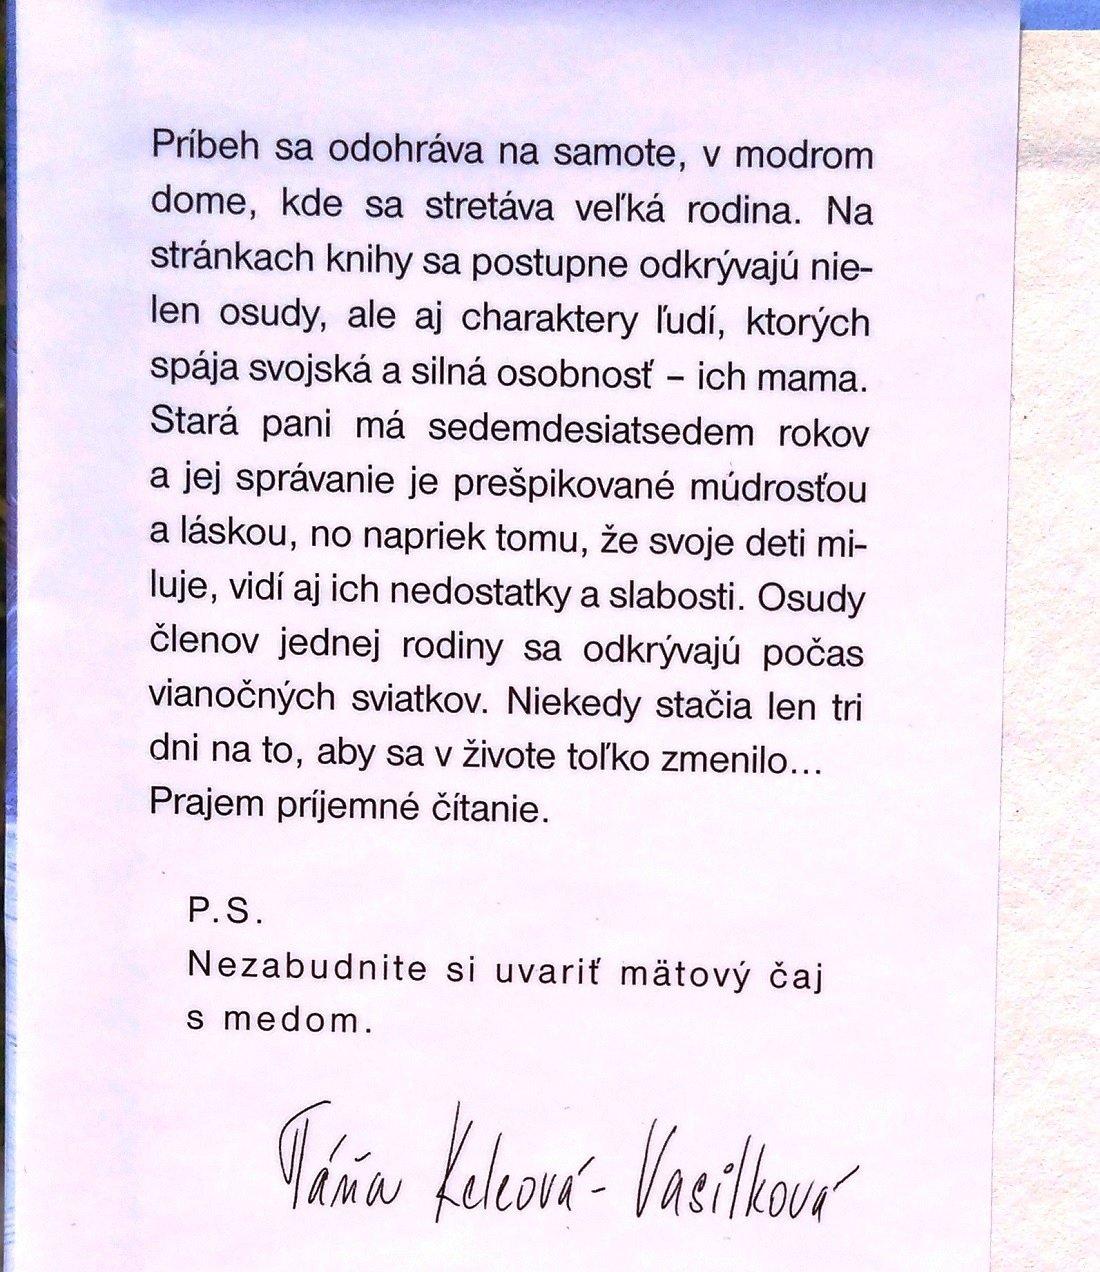 Príbeh sa odohráva na samote, v modrom
dome, kde sa stretáva veľká rodina. Na
stránkach knihy sa postupne odkrývajú nie-
len osudy, ale aj charaktery ľudí, ktorých
spája svojská a silná osobnosť – ich mama.
Stará pani má sedemdesiatsedem rokov
a jej správanie je prešpikované múdrosťou
a láskou, no napriek tomu, že svoje deti mi-
luje, vidí aj ich nedostatky a slabosti. Osudy
členov jednej rodiny sa odkrývajú počas
vianočných sviatkov. Niekedy stačia len tri
dni na to, aby sa v živote toľko zmenilo...
Prajem príjemné čítanie.
P.S.
Nezabudnite si uvariť mätový čaj
s medom.
Táňa Keleová-Vasilková